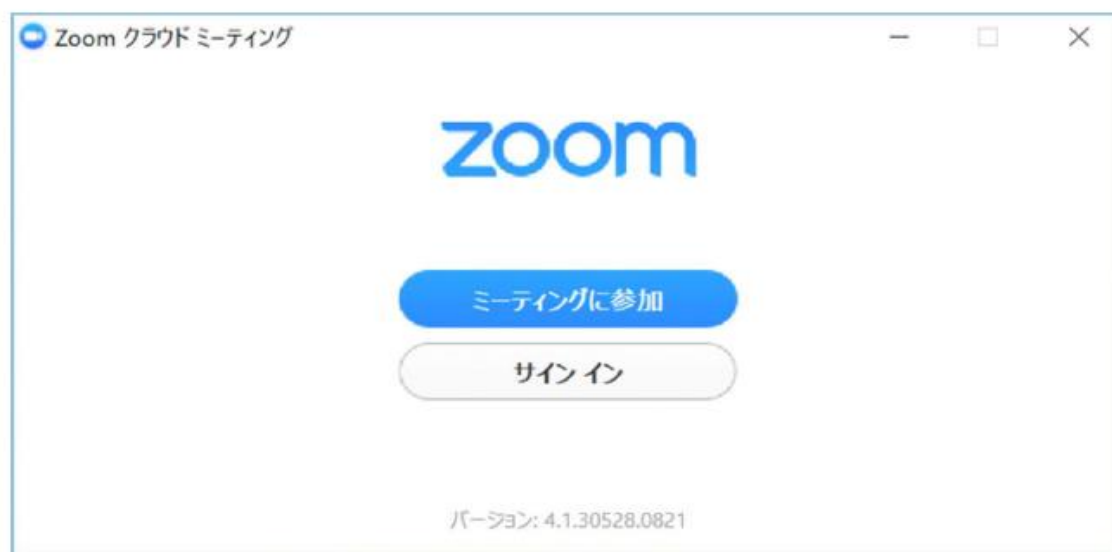 Zoom クラウド ミーティング
zoom
ミーティングに参加
サイン イン
バージョン: 4.1.30528.0821